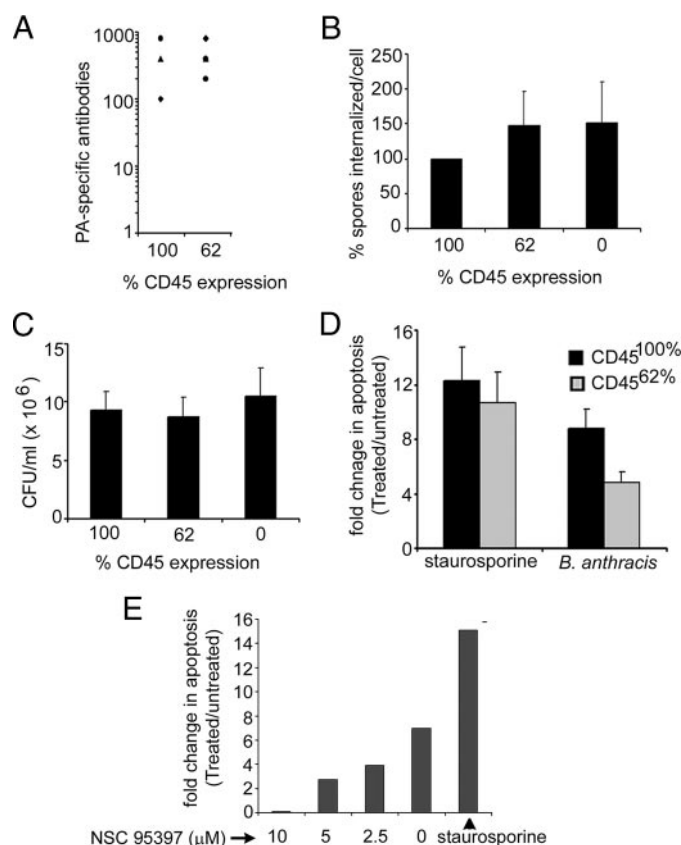 A
PA-specific antibodies
1000
100
10
1
100 62
% CD45 expression
B
% spores internalized/cell
250
200
150
100
50
0
100 62 0
% CD45 expression
C
CFU/ml (x 10 6)
15
10
5
0
100 62 0
% CD45 expression
D
fold chnage in apoptosis
(Treated/untreated)
16
12
8
4
0
CD45100%
CD4562%
staurosporine B. anthracis
E
fold change in apoptosis
(Treated/untreated)
16
14
12
10
8
6
4
2
0
NSC 95397 (μM) 10 5 2.5 0 staurosporine